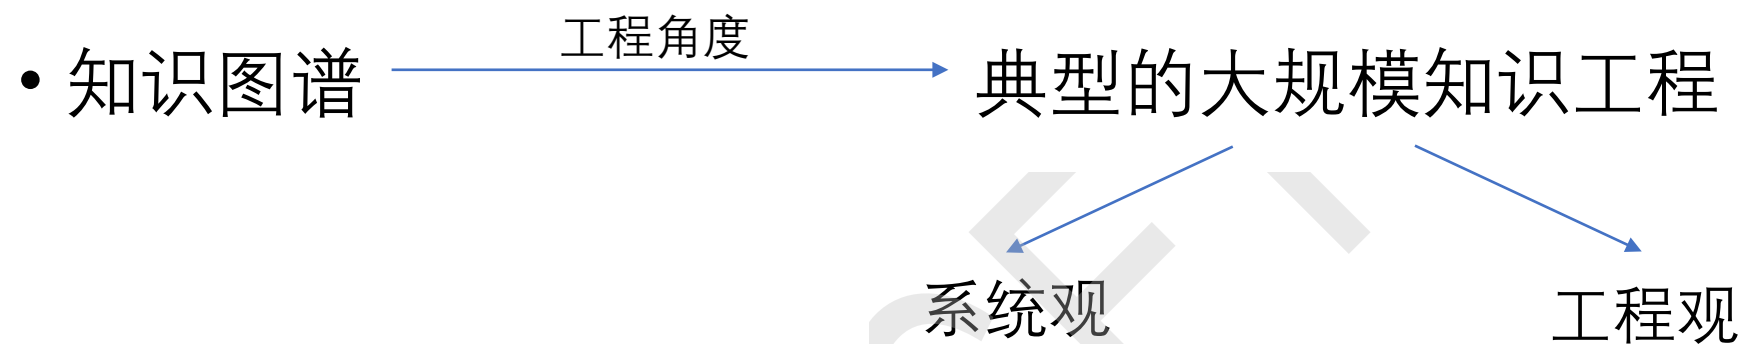 工程角度
• 知识图谱
典型的大规模知识工程
系统观
工程观